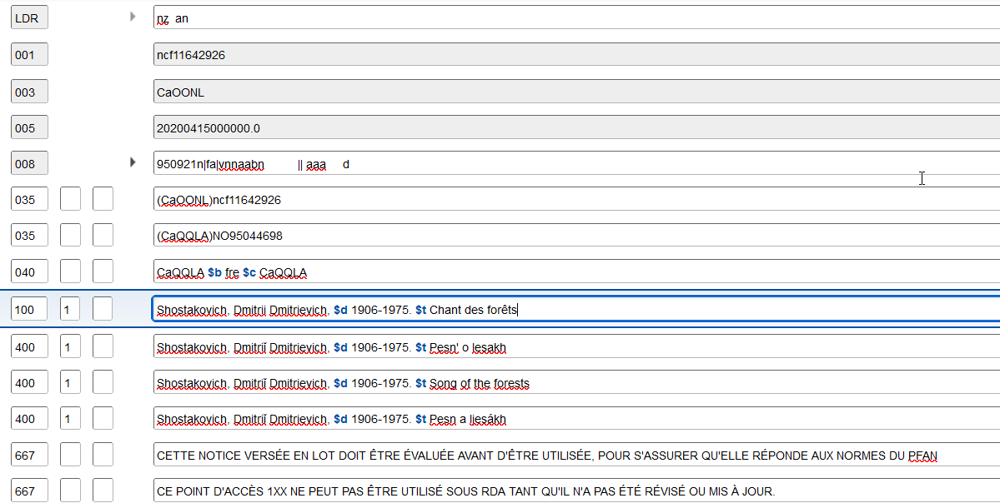 LDR nz  an
001 ncf11642926
003 CaOONL
005 20200415000000.0
008 950921n|fa|vnnaabn          || aaa     d
035 (CaOONL)ncf11642926
035 (CaQQLA)NO95044698
040 CaQQLA $b fre $c CaQQLA
100 1 Shostakovich, Dmitrii Dmitrievich, $d 1906-1975. $t Chant des forêts
400 1 Shostakovich, Dmitriĭ Dmitrievich, $d 1906-1975. $t Pesn' o lesakh
400 1 Shostakovich, Dmitriĭ Dmitrievich, $d 1906-1975. $t Song of the forests
400 1 Shostakovich, Dmitriĭ Dmitrievich, $d 1906-1975. $t Pesn a liesákh
667 CETTE NOTICE VERSÉE EN LOT DOIT ÊTRE ÉVALUÉE AVANT D'ÊTRE UTILISÉE, POUR S'ASSURER QU'ELLE RÉPONDE AUX NORMES DU PFAN
667 CE POINT D'ACCÈS 1XX NE PEUT PAS ÊTRE UTILISÉ SOUS RDA TANT QU'IL N'A PAS ÉTÉ RÉVISÉ OU MIS À JOUR.